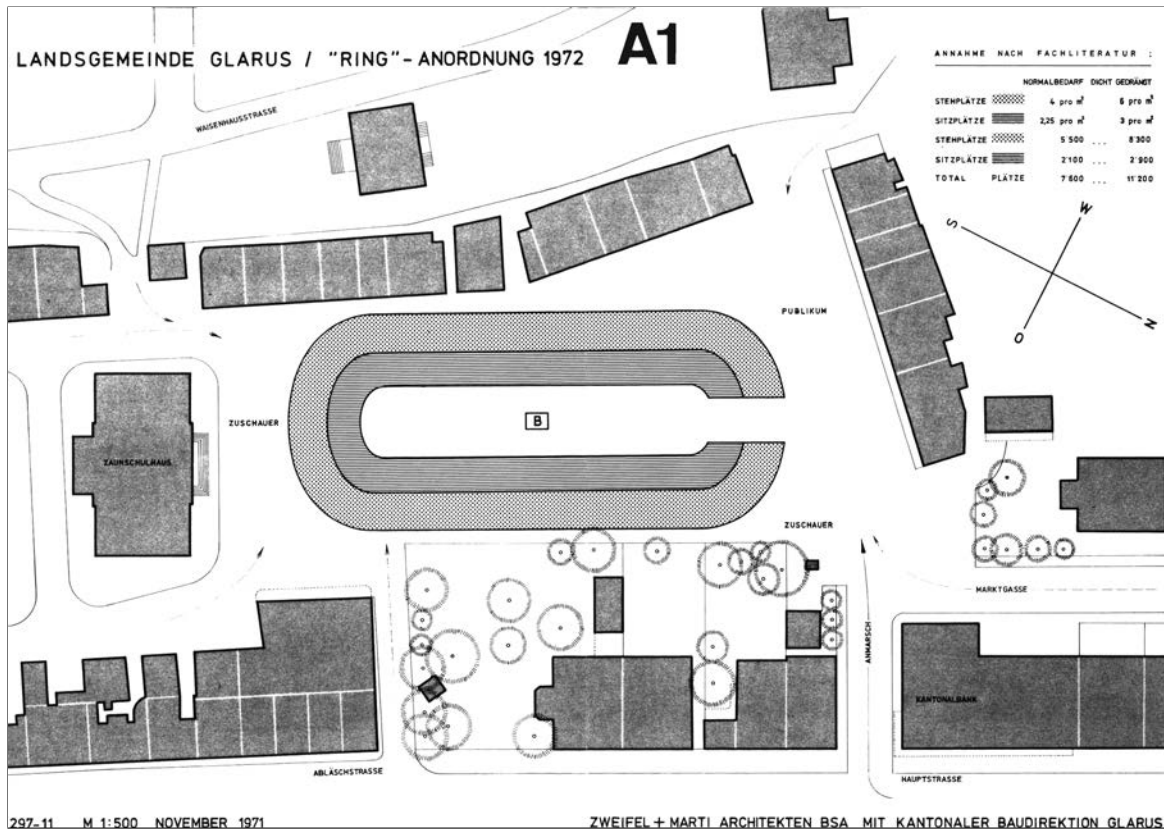 LANDSGEMEINDE GLARUS / "RING"-ANORDNUNG 1972
A1
ANNAHME NACH FACHLITERATUR :
NORMALBEDARF DICHT GEDRÄNGT
STEHPLÄTZE 4 pro m² 6 pro m²
SITZPLÄTZE 2,25 pro m² 3 pro m²
STEHPLÄTZE 5'500 ... 8'300
SITZPLÄTZE 2'100 ... 2'900
TOTAL PLÄTZE 7'600 ... 11'200
WAISENHAUSSTRASSE
S
W
N
O
PUBLIKUM
ZUSCHAUER
B
ZAUNSCHULHAUS
ZUSCHAUER
MARKTGASSE
ANMARSCH
KANTONALBANK
ABLÄSCHSTRASSE
HAUPTSTRASSE
297-11 M 1:500 NOVEMBER 1971
ZWEIFEL + MARTI ARCHITEKTEN BSA MIT KANTONALER BAUDIREKTION GLARUS